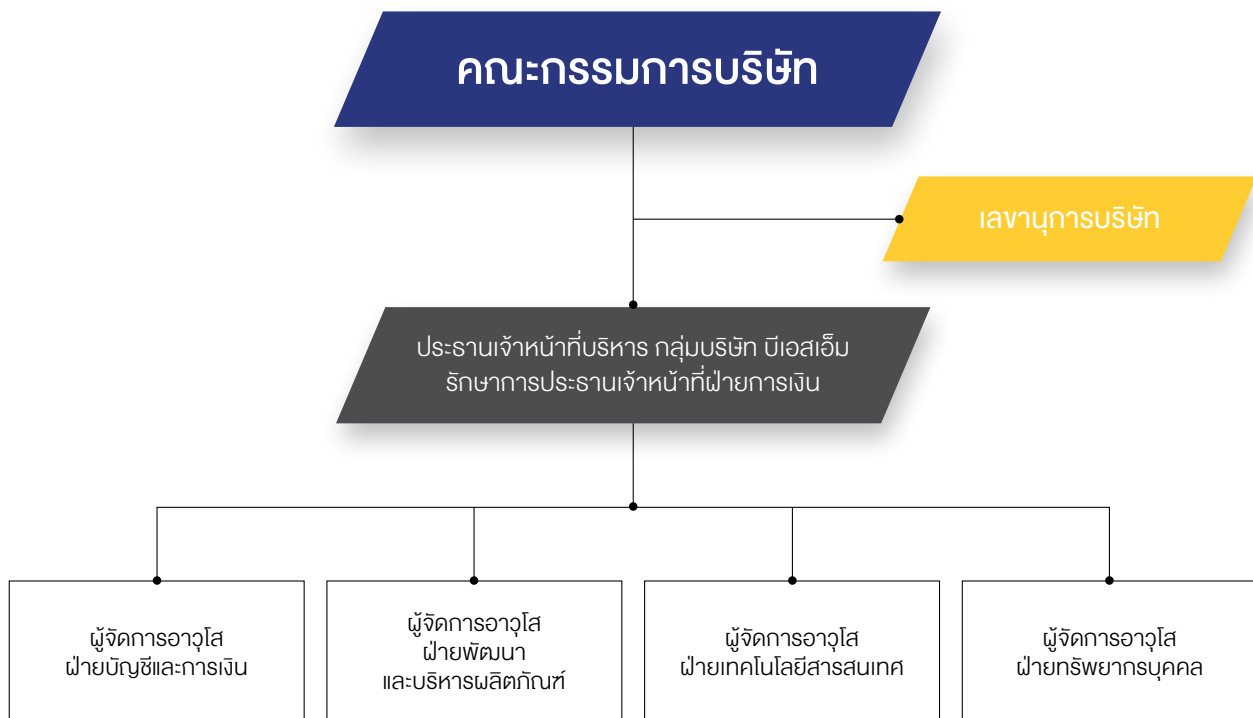 คณะกรรมการบริษัท
เลขานุการบริษัท
ประธานเจ้าหน้าที่บริหาร กลุ่มบริษัท บีเอสเอ็ม
รักษาการประธานเจ้าหน้าที่ฝ่ายการเงิน
ผู้จัดการอาวุโส
ฝ่ายบัญชีและการเงิน
ผู้จัดการอาวุโส
ฝ่ายพัฒนา
และบริหารผลิตภัณฑ์
ผู้จัดการอาวุโส
ฝ่ายเทคโนโลยีสารสนเทศ
ผู้จัดการอาวุโส
ฝ่ายทรัพยากรบุคคล